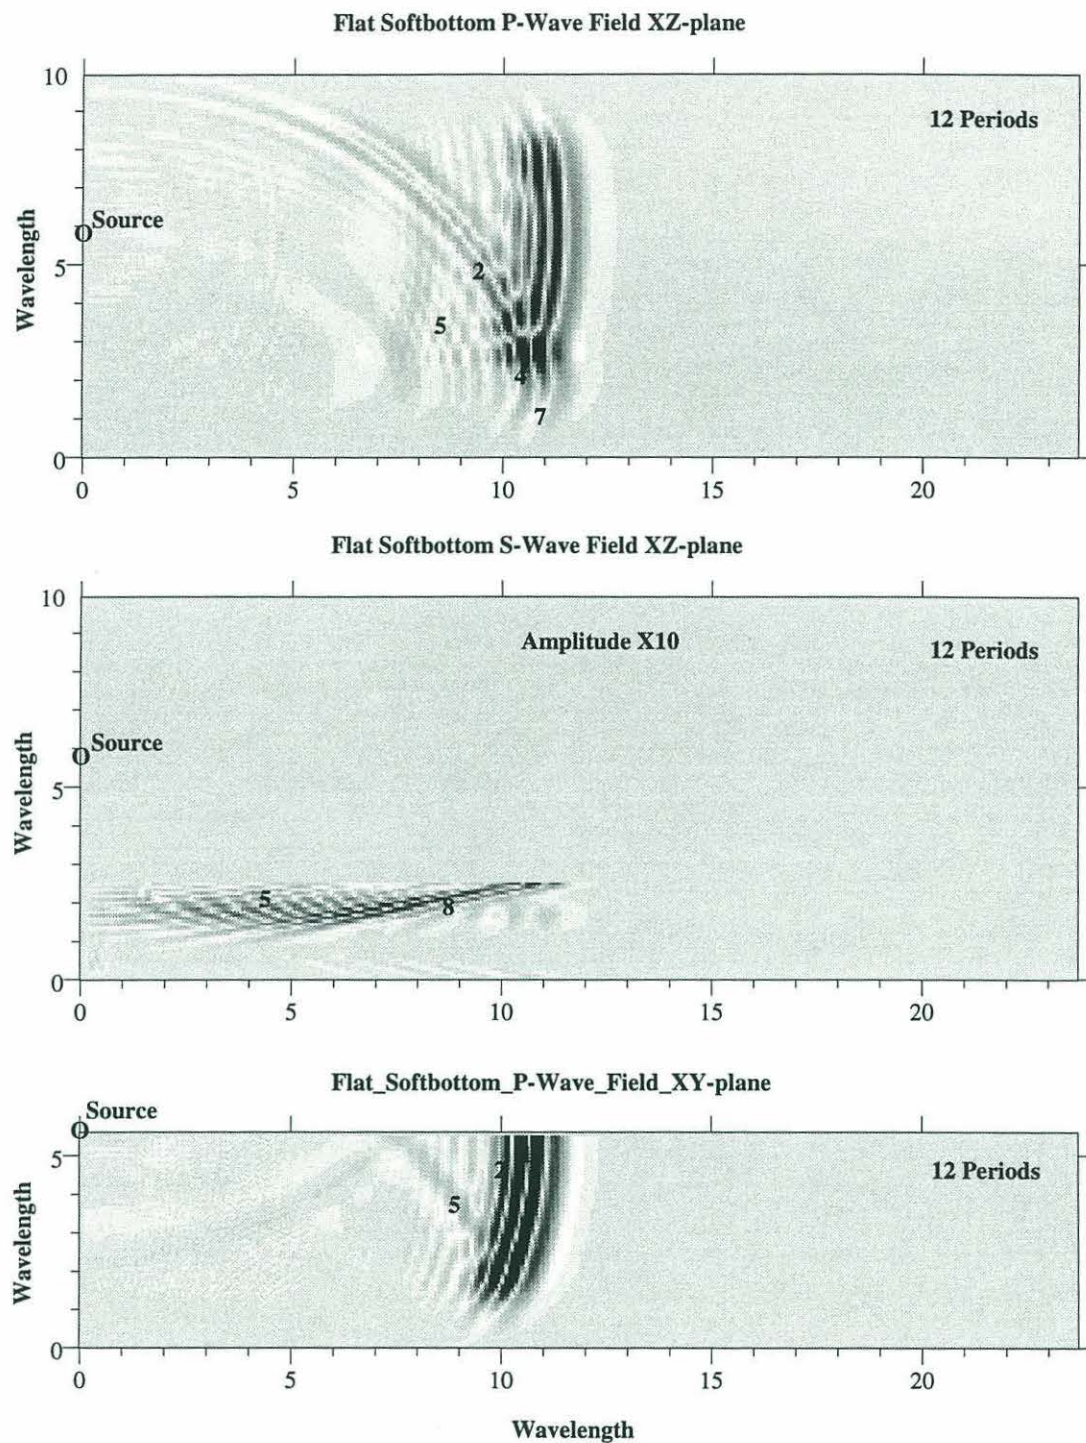 Flat Softbottom P-Wave Field XZ-plane
10
12 Periods
Source
Wavelength
5
2
5
4
7
0
0 5 10 15 20
Flat Softbottom S-Wave Field XZ-plane
10
Amplitude X10
12 Periods
Source
Wavelength
5
5
8
0
0 5 10 15 20
Flat_Softbottom_P-Wave_Field_XY-plane
Source
5
2
12 Periods
5
Wavelength
0
0 5 10 15 20
Wavelength